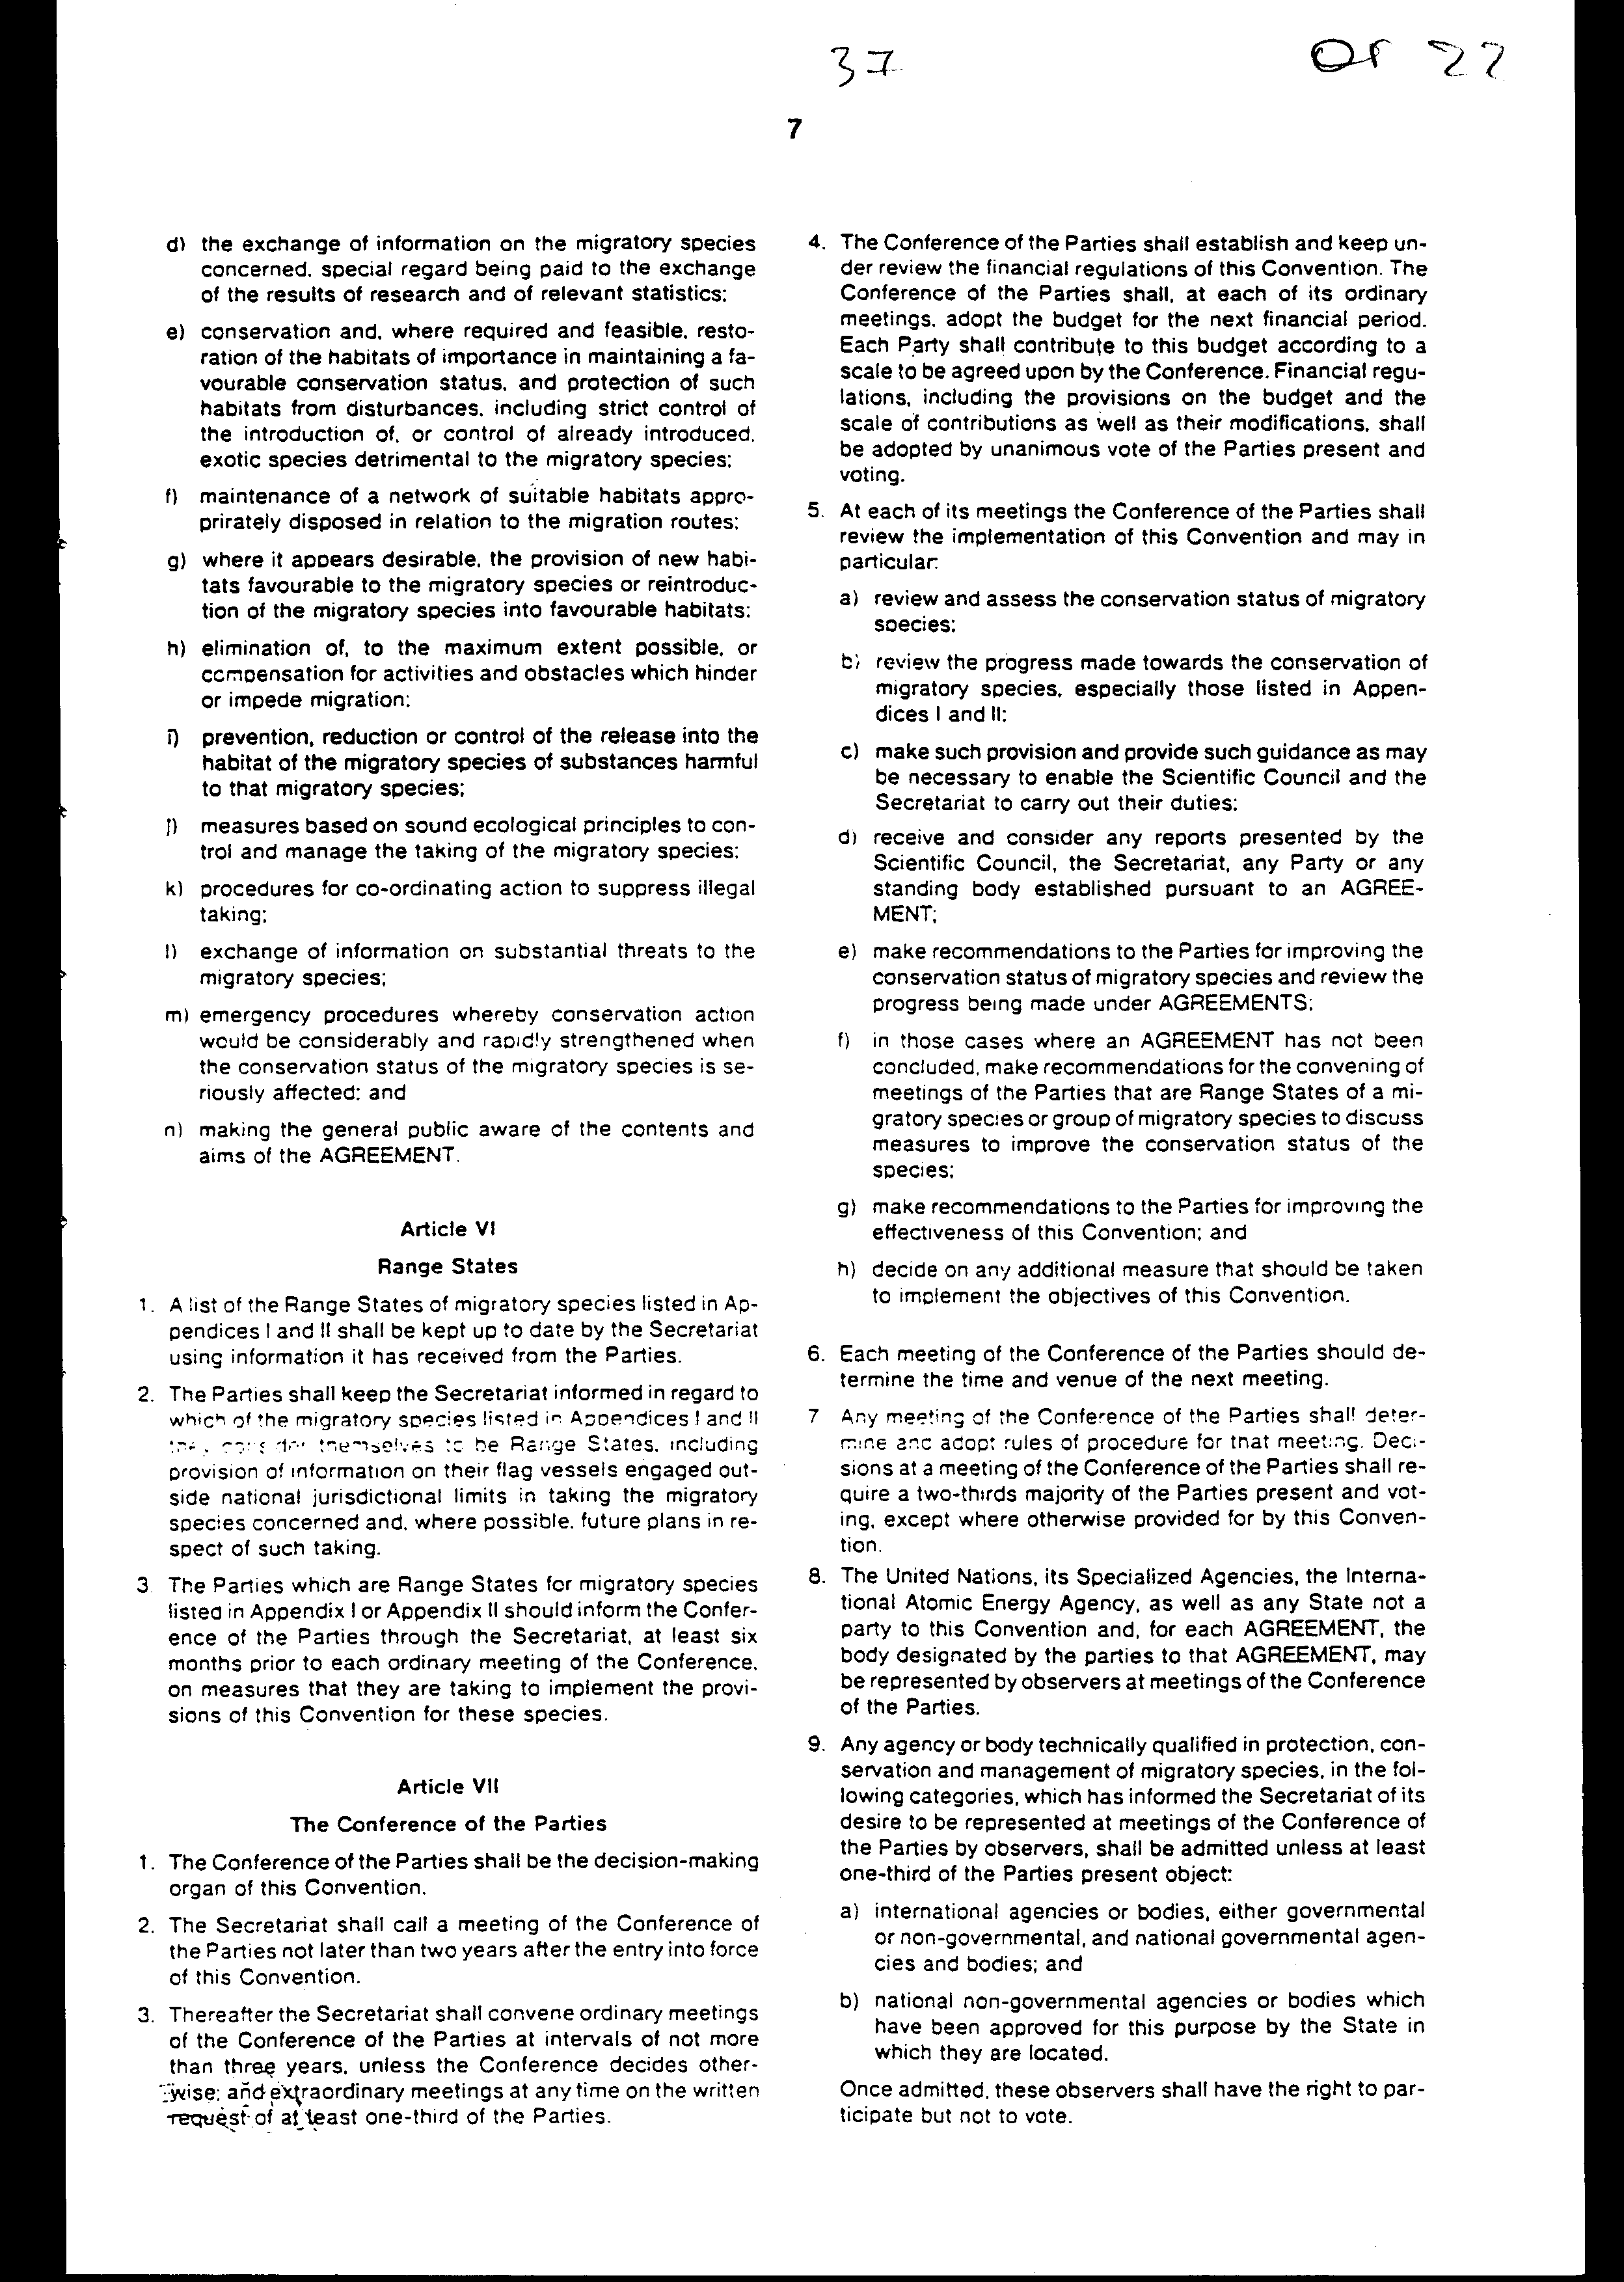 37
7
d) the exchange of information on the migratory species
concerned, special regard being paid to the exchange
of the results of research and of relevant statistics;
e) conservation and, where required and feasible, resto-
ration of the habitats of importance in maintaining a fa-
vourable conservation status, and protection of such
habitats from disturbances, including strict control of
the introduction of, or control of already introduced,
exotic species detrimental to the migratory species;
f) maintenance of a network of suitable habitats appro-
prirately disposed in relation to the migration routes;
g) where it appears desirable, the provision of new habi-
tats favourable to the migratory species or reintroduc-
tion of the migratory species into favourable habitats;
h) elimination of, to the maximum extent possible, or
compensation for activities and obstacles which hinder
or impede migration;
i) prevention, reduction or control of the release into the
habitat of the migratory species of substances harmful
to that migratory species;
j) measures based on sound ecological principles to con-
trol and manage the taking of the migratory species;
k) procedures for co-ordinating action to suppress illegal
taking;
l) exchange of information on substantial threats to the
migratory species;
m) emergency procedures whereby conservation action
would be considerably and rapidly strengthened when
the conservation status of the migratory species is se-
riously affected; and
n) making the general public aware of the contents and
aims of the AGREEMENT.
Article VI
Range States
1. A list of the Range States of migratory species listed in Ap-
pendices I and II shall be kept up to date by the Secretariat
using information it has received from the Parties.
2. The Parties shall keep the Secretariat informed in regard to
which of the migratory species listed in Appendices I and II
they consider themselves to be Range States, including
provision of information on their flag vessels engaged out-
side national jurisdictional limits in taking the migratory
species concerned and, where possible, future plans in re-
spect of such taking.
3. The Parties which are Range States for migratory species
listed in Appendix I or Appendix II should inform the Confer-
ence of the Parties through the Secretariat, at least six
months prior to each ordinary meeting of the Conference,
on measures that they are taking to implement the provi-
sions of this Convention for these species.
Article VII
The Conference of the Parties
1. The Conference of the Parties shall be the decision-making
organ of this Convention.
2. The Secretariat shall call a meeting of the Conference of
the Parties not later than two years after the entry into force
of this Convention.
3. Thereafter the Secretariat shall convene ordinary meetings
of the Conference of the Parties at intervals of not more
than three years, unless the Conference decides other-
wise; and extraordinary meetings at any time on the written
request of at least one-third of the Parties.
4. The Conference of the Parties shall establish and keep un-
der review the financial regulations of this Convention. The
Conference of the Parties shall, at each of its ordinary
meetings, adopt the budget for the next financial period.
Each Party shall contribute to this budget according to a
scale to be agreed upon by the Conference. Financial regu-
lations, including the provisions on the budget and the
scale of contributions as well as their modifications, shall
be adopted by unanimous vote of the Parties present and
voting.
5. At each of its meetings the Conference of the Parties shall
review the implementation of this Convention and may in
particular:
a) review and assess the conservation status of migratory
species;
b) review the progress made towards the conservation of
migratory species, especially those listed in Appen-
dices I and II;
c) make such provision and provide such guidance as may
be necessary to enable the Scientific Council and the
Secretariat to carry out their duties;
d) receive and consider any reports presented by the
Scientific Council, the Secretariat, any Party or any
standing body established pursuant to an AGREE-
MENT;
e) make recommendations to the Parties for improving the
conservation status of migratory species and review the
progress being made under AGREEMENTS;
f) in those cases where an AGREEMENT has not been
concluded, make recommendations for the convening of
meetings of the Parties that are Range States of a mi-
gratory species or group of migratory species to discuss
measures to improve the conservation status of the
species;
g) make recommendations to the Parties for improving the
effectiveness of this Convention; and
h) decide on any additional measure that should be taken
to implement the objectives of this Convention.
6. Each meeting of the Conference of the Parties should de-
termine the time and venue of the next meeting.
7 Any meeting of the Conference of the Parties shall deter-
mine and adopt rules of procedure for that meeting. Deci-
sions at a meeting of the Conference of the Parties shall re-
quire a two-thirds majority of the Parties present and vot-
ing, except where otherwise provided for by this Conven-
tion.
8. The United Nations, its Specialized Agencies, the Interna-
tional Atomic Energy Agency, as well as any State not a
party to this Convention and, for each AGREEMENT, the
body designated by the parties to that AGREEMENT, may
be represented by observers at meetings of the Conference
of the Parties.
9. Any agency or body technically qualified in protection, con-
servation and management of migratory species, in the fol-
lowing categories, which has informed the Secretariat of its
desire to be represented at meetings of the Conference of
the Parties by observers, shall be admitted unless at least
one-third of the Parties present object:
a) international agencies or bodies, either governmental
or non-governmental, and national governmental agen-
cies and bodies; and
b) national non-governmental agencies or bodies which
have been approved for this purpose by the State in
which they are located.
Once admitted, these observers shall have the right to par-
ticipate but not to vote.